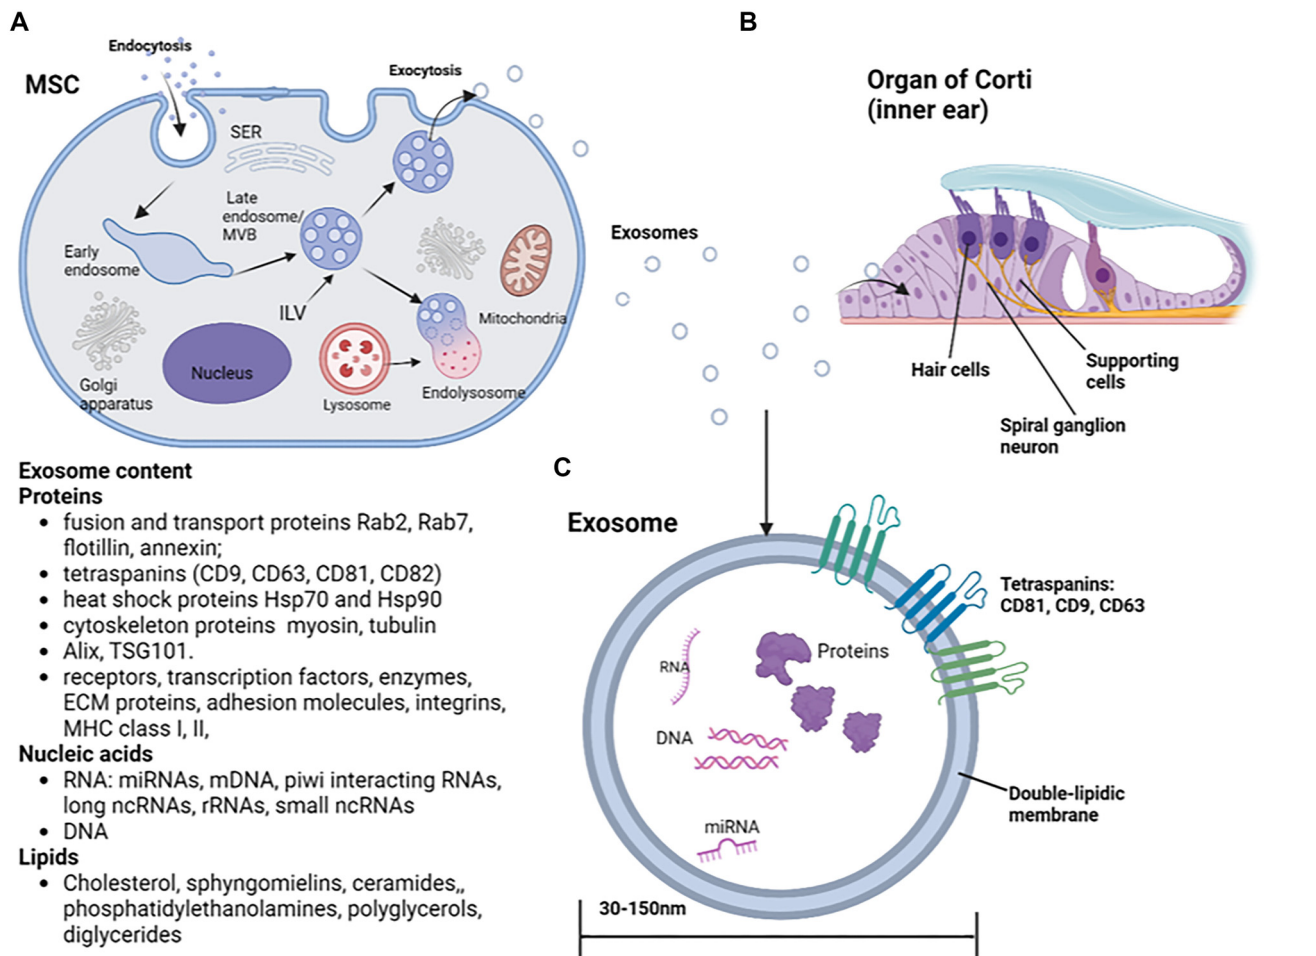 A
Endocytosis
MSC
Exocytosis
SER
Late
endosome/
MVB
Early
endosome
ILV
Mitochondria
Golgi
apparatus
Nucleus
Lysosome
Endolysosome
Exosomes
B
Organ of Corti
(inner ear)
Hair cells
Supporting
cells
Spiral ganglion
neuron
Exosome content
Proteins
• fusion and transport proteins Rab2, Rab7,
flotillin, annexin;
• tetraspanins (CD9, CD63, CD81, CD82)
• heat shock proteins Hsp70 and Hsp90
• cytoskeleton proteins  myosin, tubulin
• Alix, TSG101.
• receptors, transcription factors, enzymes,
ECM proteins, adhesion molecules, integrins,
MHC class I, II,
Nucleic acids
• RNA: miRNAs, mDNA, piwi interacting RNAs,
long ncRNAs, rRNAs, small ncRNAs
• DNA
Lipids
• Cholesterol, sphyngomielins, ceramides,,
phosphatidylethanolamines, polyglycerols,
diglycerides
C
Exosome
Tetraspanins:
CD81, CD9, CD63
RNA
Proteins
DNA
miRNA
Double-lipidic
membrane
30-150nm